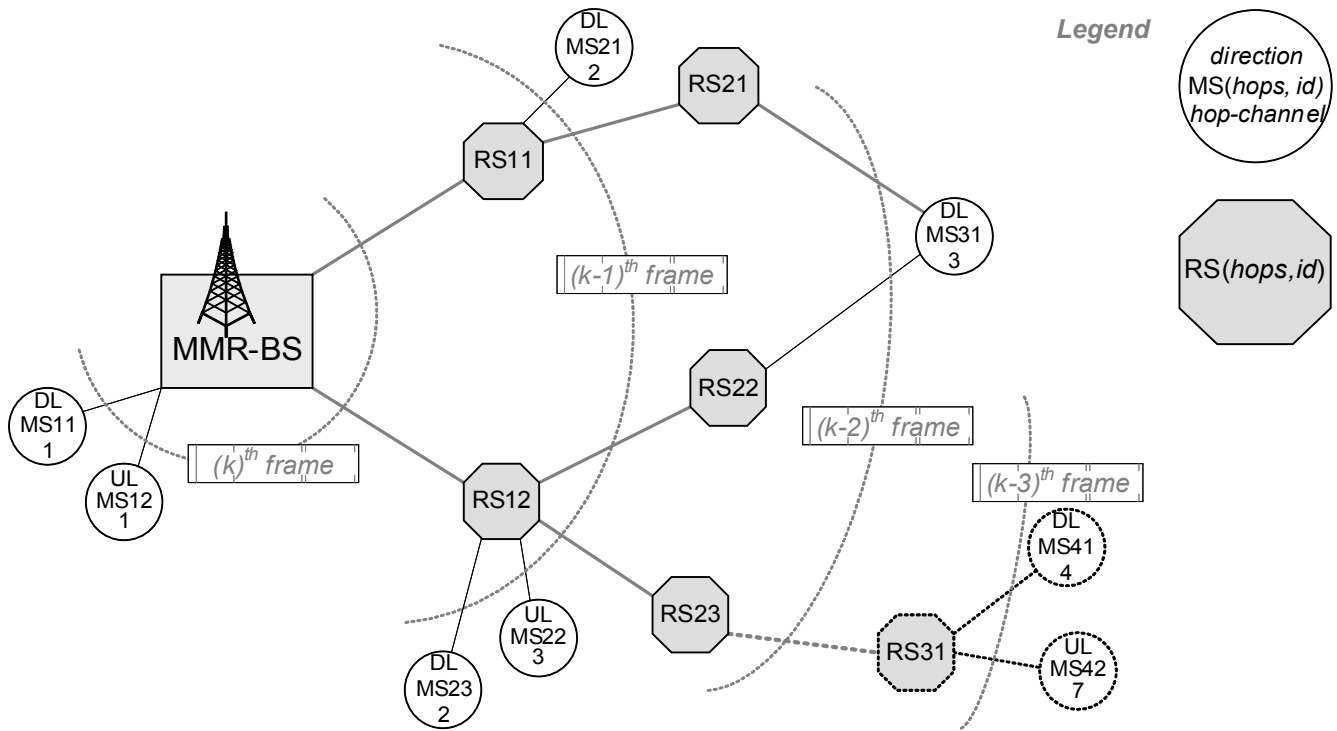 Legend
direction
MS(hops, id)
hop-channel
RS(hops,id)
DL
MS21
2
RS21
RS11
DL
MS31
3
(k-1)th frame
MMR-BS
RS22
DL
MS11
1
(k-2)th frame
(k)th frame
UL
MS12
1
RS12
(k-3)th frame
DL
MS41
4
RS23
UL
MS22
3
RS31
UL
MS42
7
DL
MS23
2